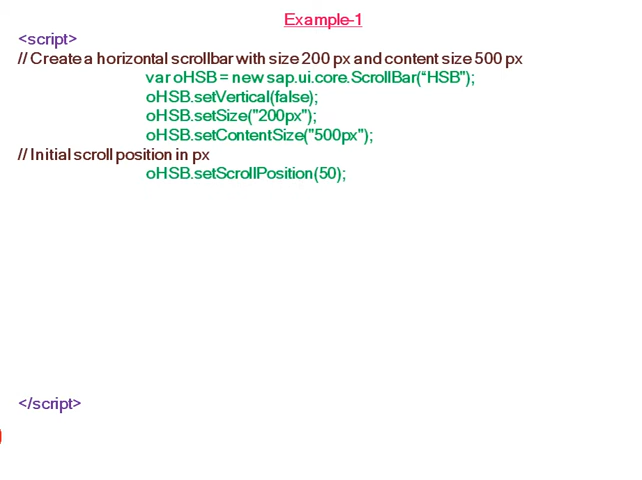 Example-1
<script>
// Create a horizontal scrollbar with size 200 px and content size 500 px
var oHSB = new sap.ui.core.ScrollBar(“HSB");
oHSB.setVertical(false);
oHSB.setSize("200px");
oHSB.setContentSize("500px");
// Initial scroll position in px
oHSB.setScrollPosition(50);
</script>